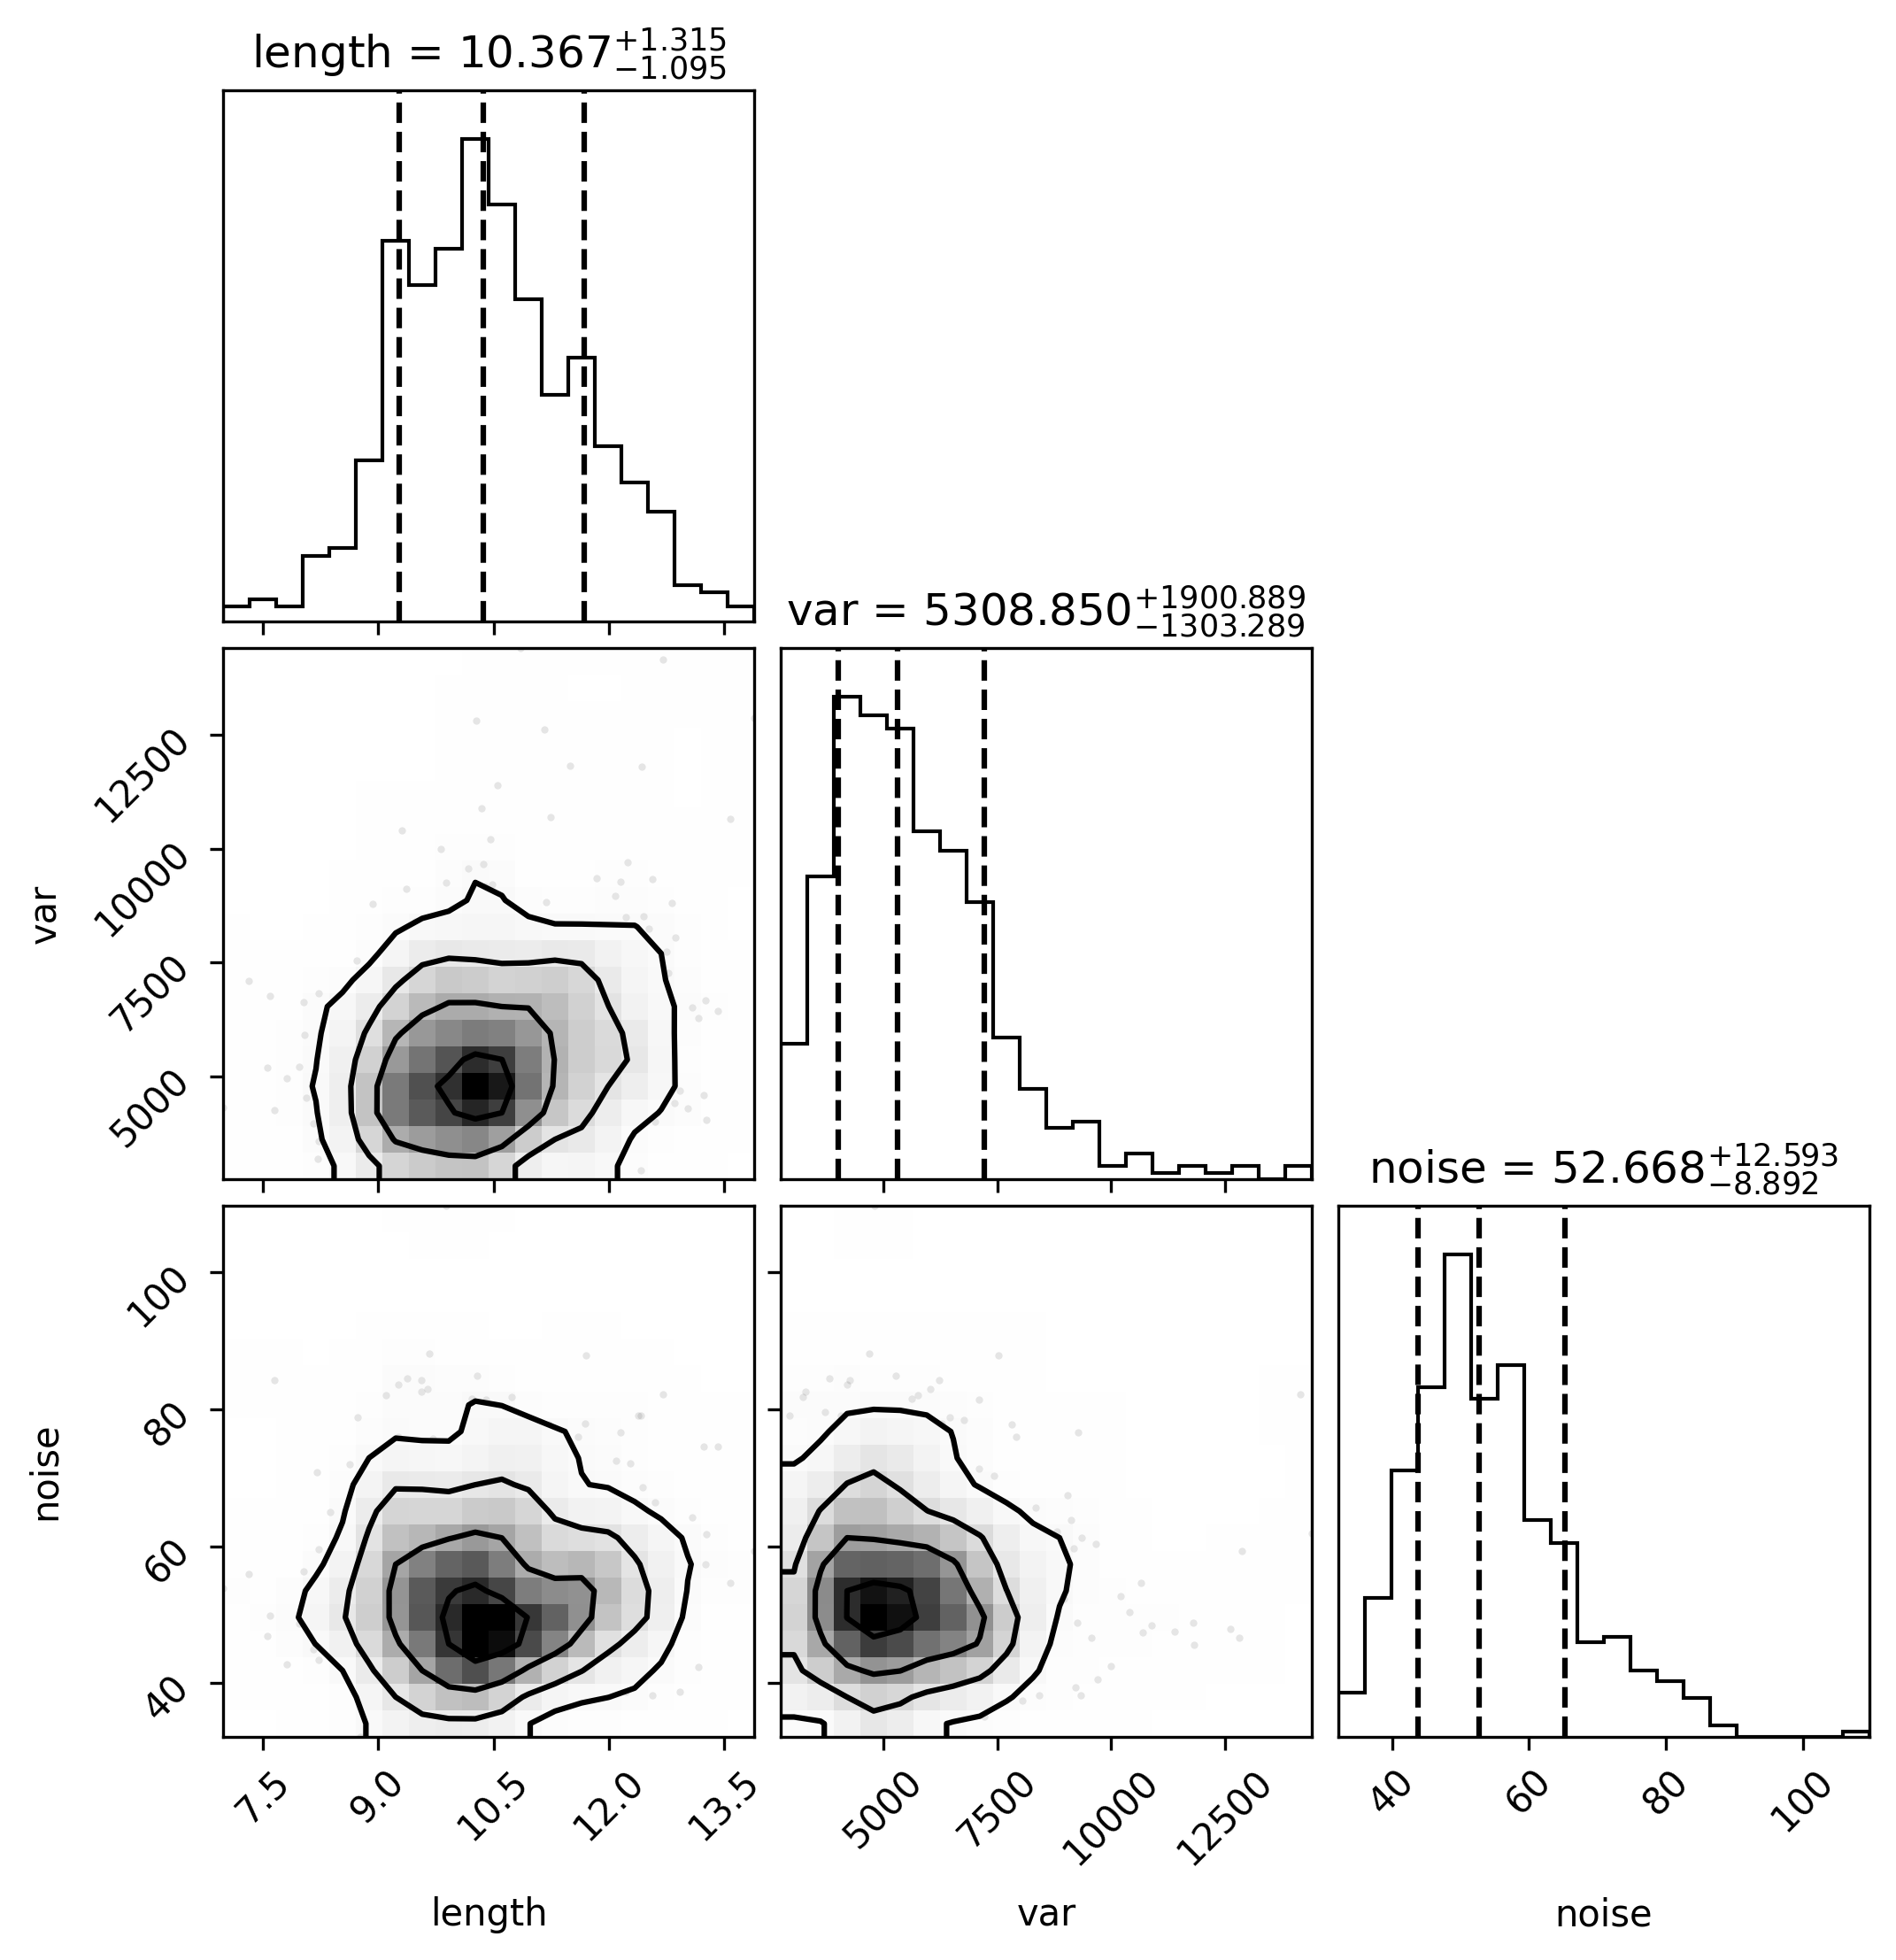 length = 10.367 +1.315 −1.095
var = 5308.850 +1900.889 −1303.289
12500
10000
7500
5000
var
noise = 52.668 +12.593 −8.892
100
80
60
40
noise
7.5 9.0 10.5 12.0 13.5 5000 7500 10000 12500 40 60 80 100
length var noise